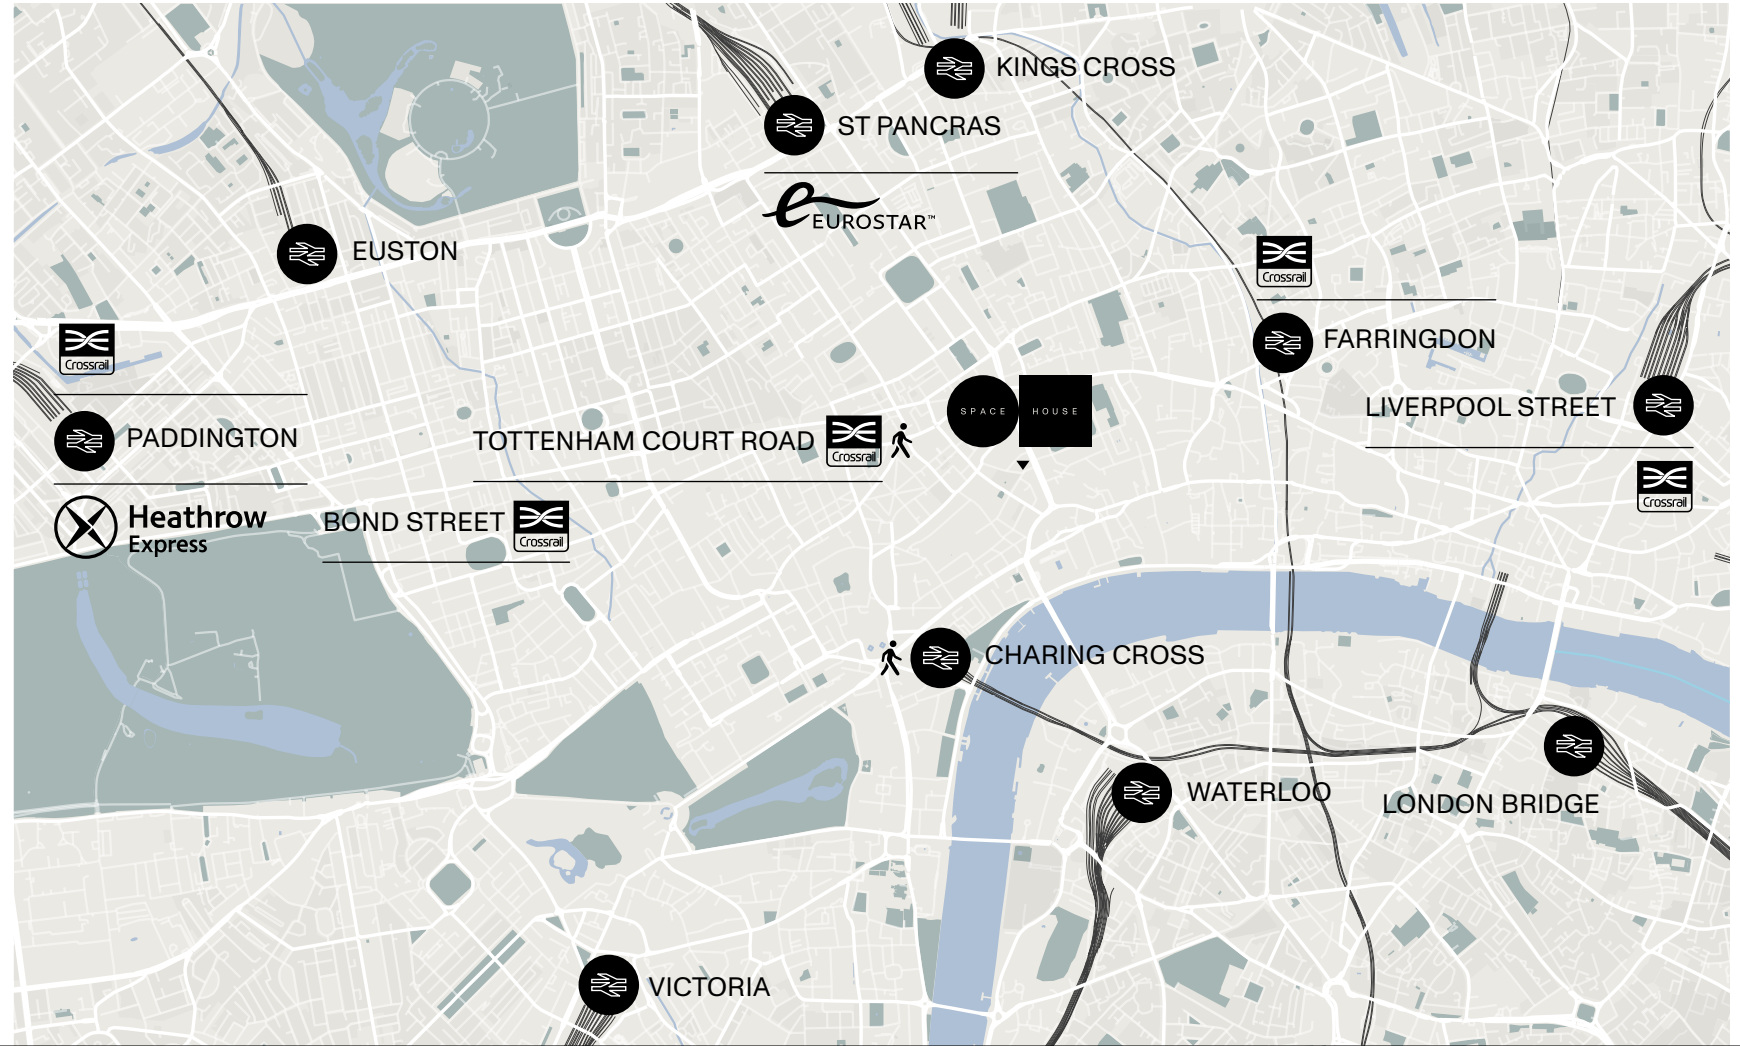 KINGS CROSS
ST PANCRAS
EUROSTAR™
EUSTON
Crossrail
FARRINGDON
Crossrail
PADDINGTON
Heathrow
Express
SPACE HOUSE
LIVERPOOL STREET
Crossrail
TOTTENHAM COURT ROAD
Crossrail
BOND STREET
Crossrail
CHARING CROSS
WATERLOO
LONDON BRIDGE
VICTORIA